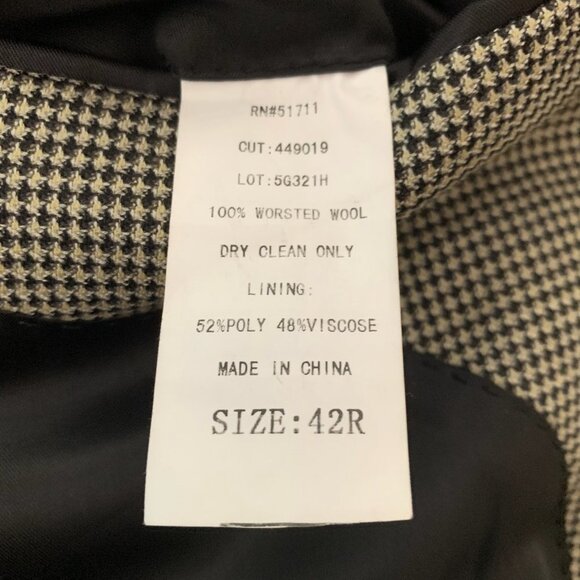 RN#51711
CUT:449019
LOT:5G321H
100% WORSTED WOOL
DRY CLEAN ONLY
LINING:
52%POLY 48%VISCOSE
MADE IN CHINA
SIZE:42R